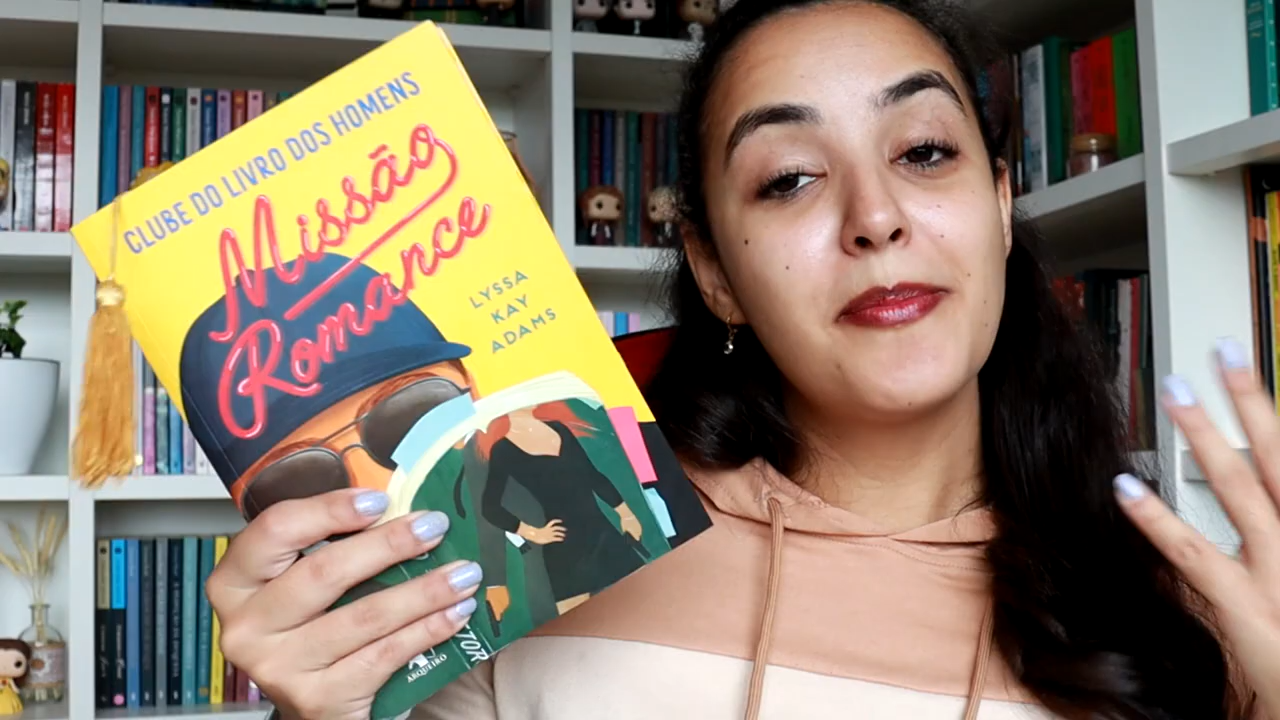 CLUBE DO LIVRO DOS HOMENS
Missão
Romance
LYSSA
KAY
ADAMS
ARQUEIRO